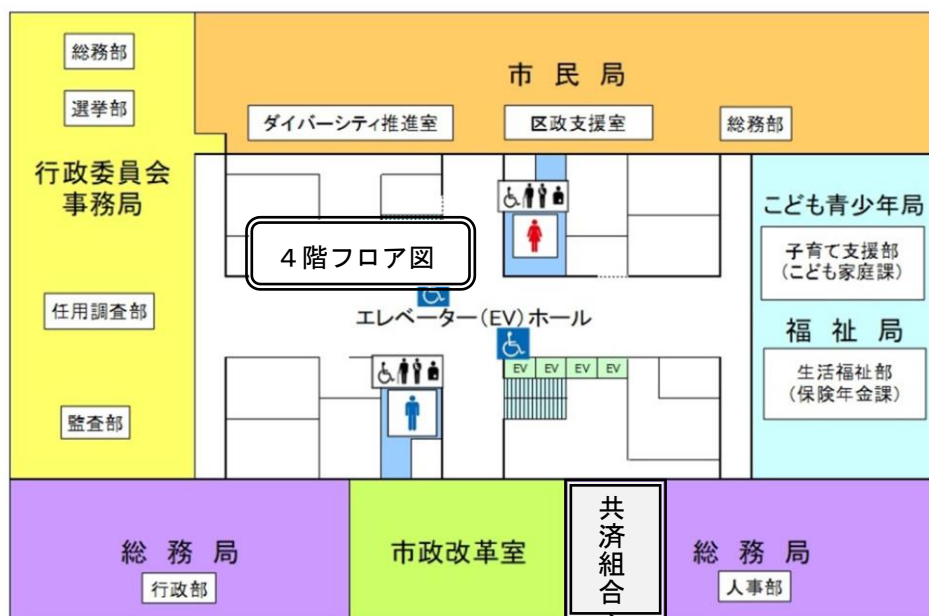 総務部
選挙部
行政委員会
事務局
任用調査部
監査部
市民局
ダイバーシティ推進室
区政支援室
総務部
4階フロア図
エレベーター(EV)ホール
EV
EV
EV
EV
こども青少年局
子育て支援部
(こども家庭課)
福祉局
生活福祉部
(保険年金課)
総務局
行政部
市政改革室
共済組合
総務局
人事部